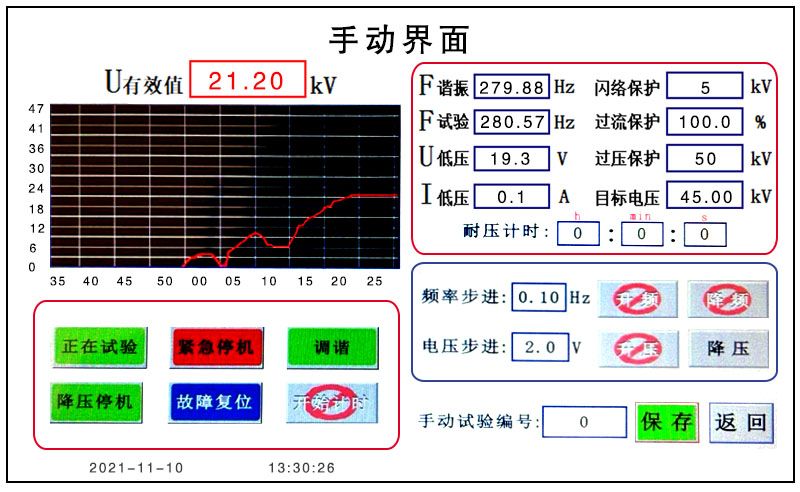 手动界面
U有效值 21.20 kV
47
41
36
30
24
18
12
6
0
35 40 45 50 00 05 10 15 20 25
F谐振 279.88 Hz 闪络保护 5 kV
F试验 280.57 Hz 过流保护 100.0 %
U低压 19.3 V 过压保护 50 kV
I低压 0.1 A 目标电压 45.00 kV
h min s
耐压计时: 0 : 0 : 0
频率步进: 0.10 Hz 升频 降频
电压步进: 2.0 V 升压 降压
正在试验 紧急停机 调谐
降压停机 故障复位 开始计时
手动试验编号: 0 保存 返回
2021-11-10 13:30:26